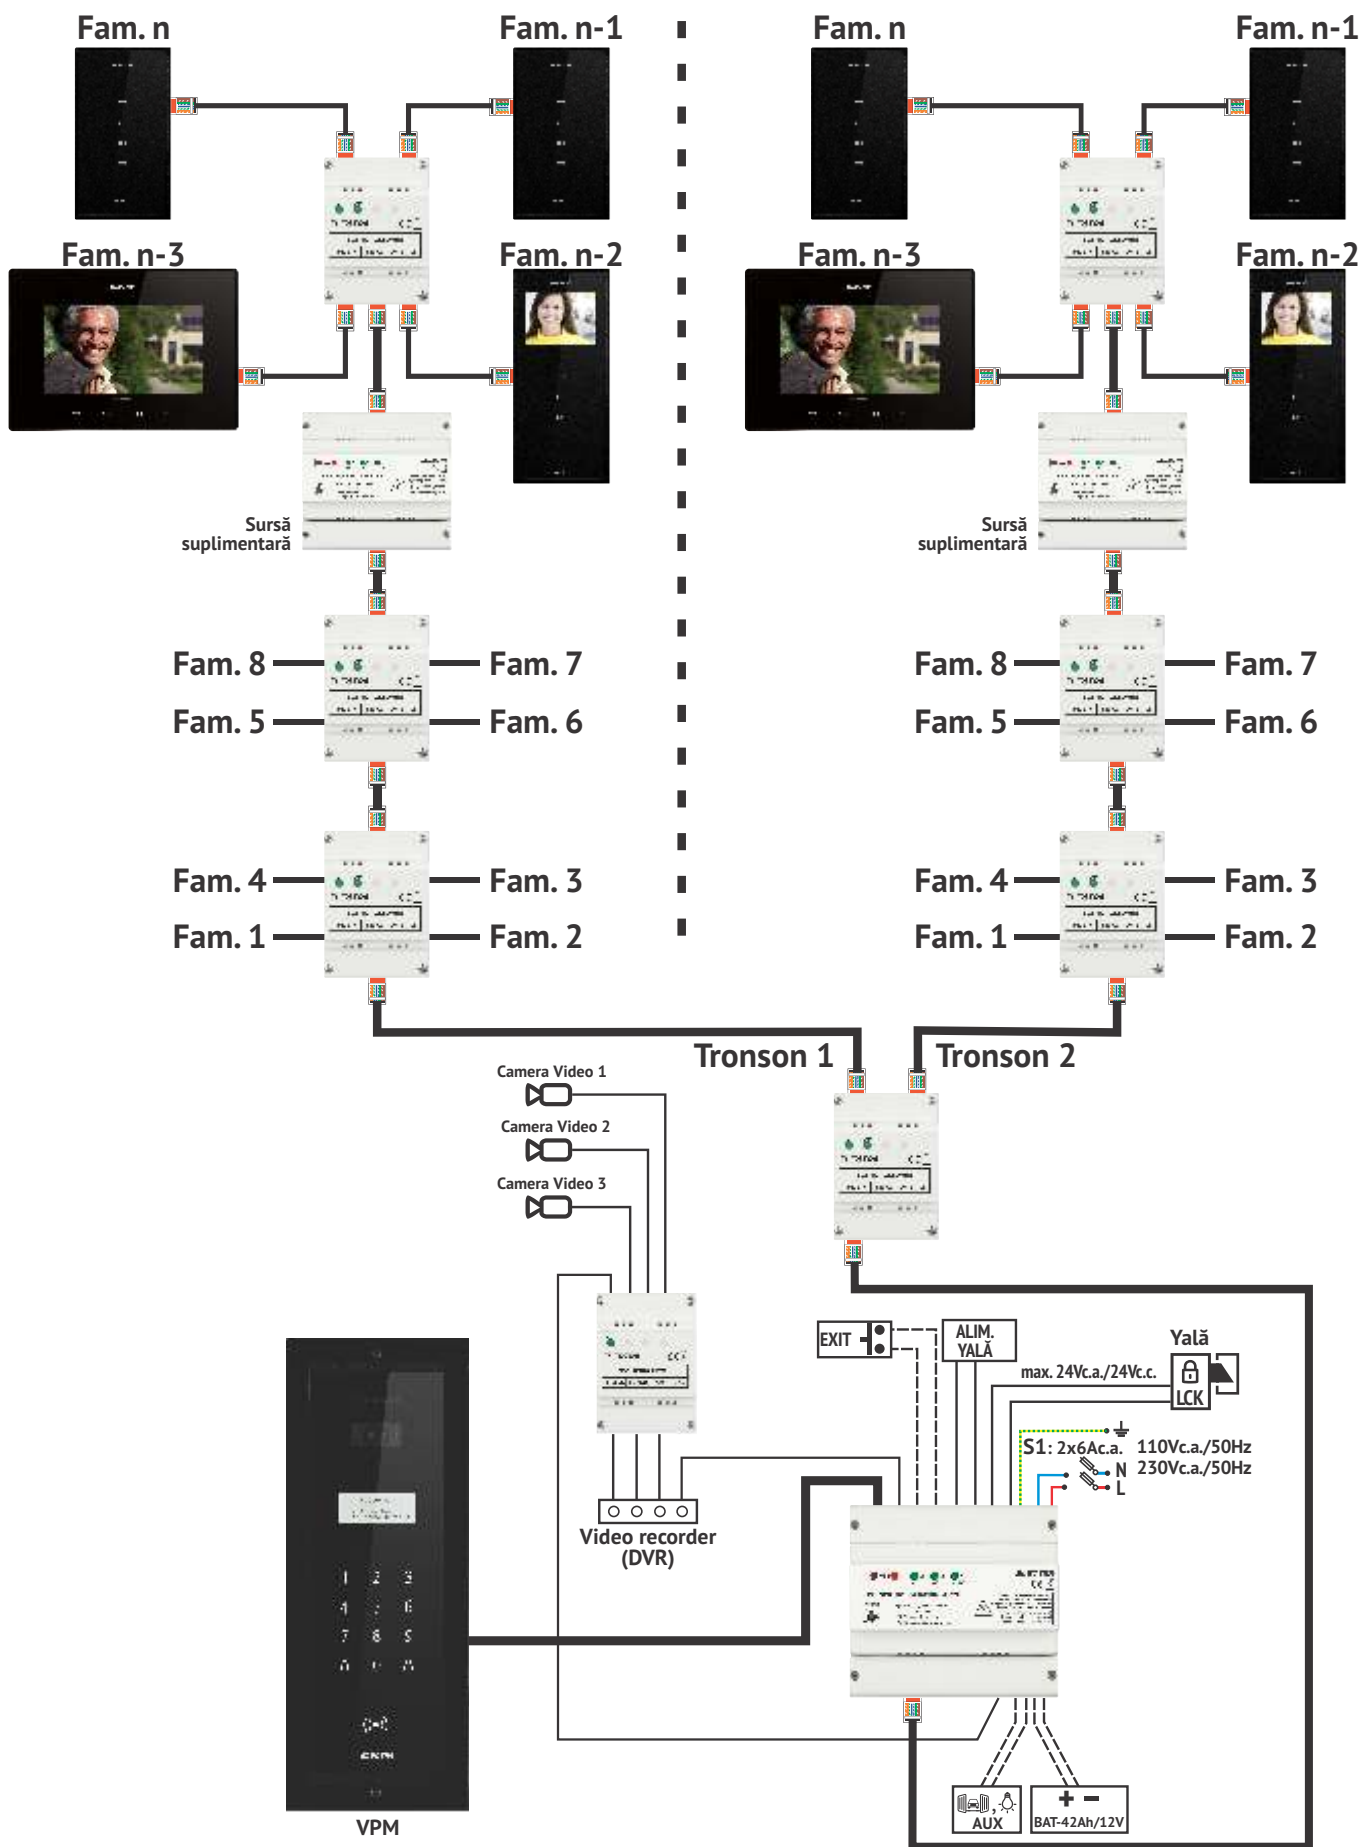 Fam. n
Fam. n-1
Fam. n
Fam. n-1
Fam. n-3
Fam. n-2
Fam. n-3
Fam. n-2
Sursă
suplimentară
Sursă
suplimentară
Fam. 8
Fam. 7
Fam. 8
Fam. 7
Fam. 5
Fam. 6
Fam. 5
Fam. 6
Fam. 4
Fam. 3
Fam. 4
Fam. 3
Fam. 1
Fam. 2
Fam. 1
Fam. 2
Tronson 1
Tronson 2
Camera Video 1
Camera Video 2
Camera Video 3
EXIT
ALIM.
YALĂ
Yală
max. 24Vc.a./24Vc.c.
LCK
S1: 2x6Ac.a.
110Vc.a./50Hz
N
230Vc.a./50Hz
L
Video recorder
(DVR)
VPM
AUX
+ −
BAT-42Ah/12V